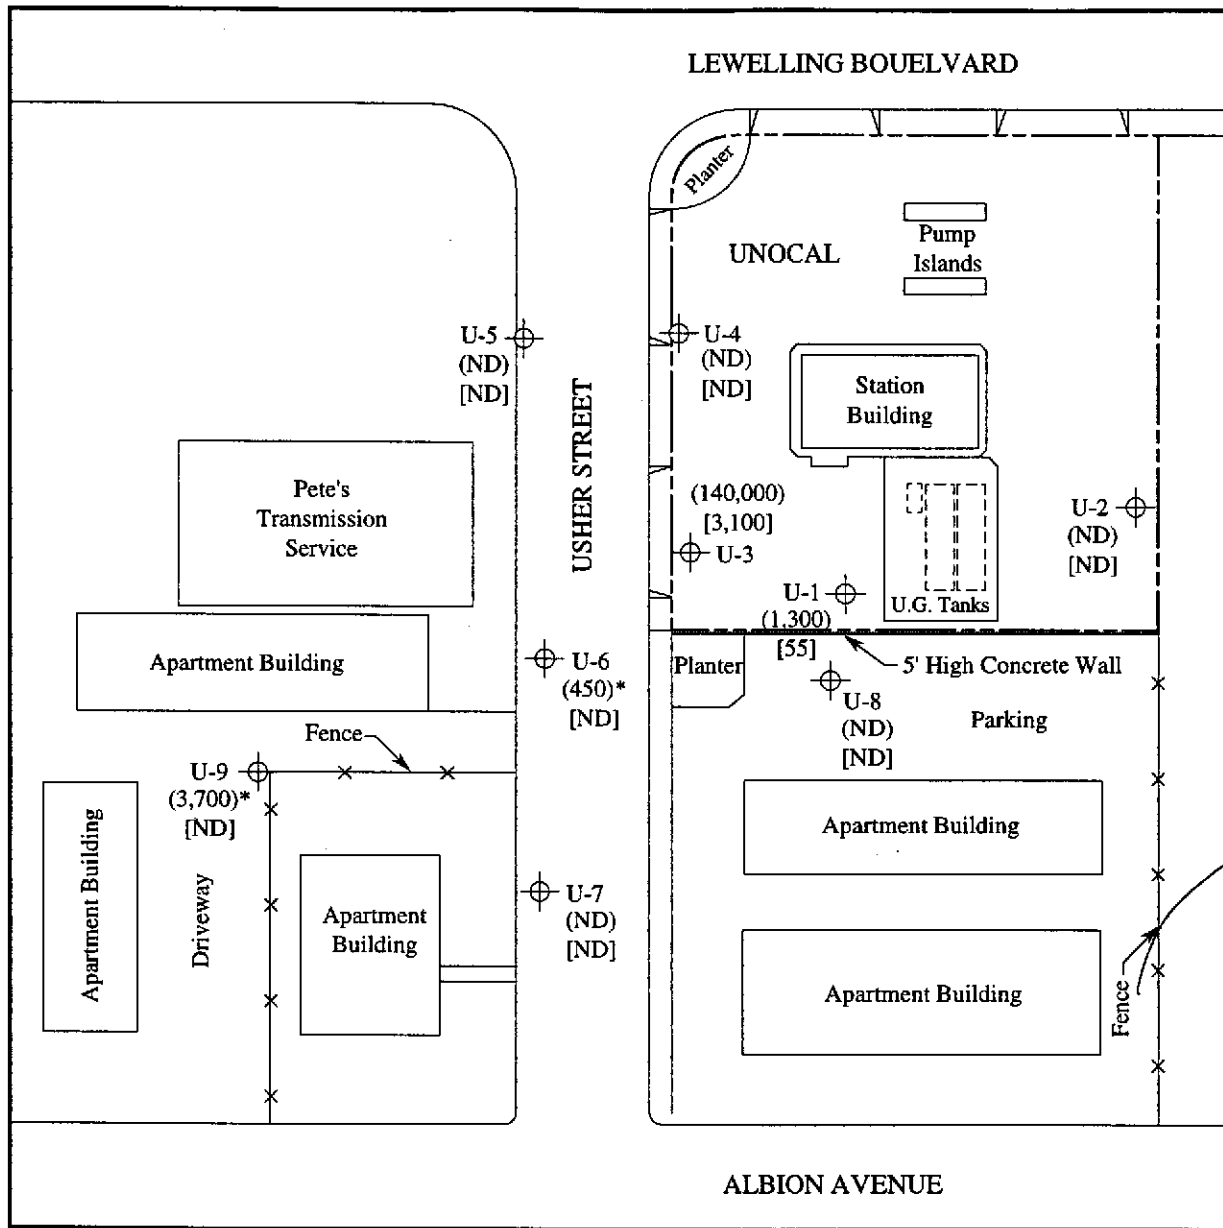 LEWELLING BOUELVARD
Planter
UNOCAL
Pump
Islands
U-5
(ND)
[ND]
U-4
(ND)
[ND]
Station
Building
USHER STREET
Pete's
Transmission
Service
(140,000)
[3,100]
U-3
U-2
(ND)
[ND]
U-1
(1,300)
[55]
U.G. Tanks
Apartment Building
U-6
(450)*
[ND]
Planter
5' High Concrete Wall
U-8
(ND)
[ND]
Parking
Fence
U-9
(3,700)*
[ND]
Apartment Building
Driveway
Apartment
Building
U-7
(ND)
[ND]
Apartment Building
Apartment Building
Fence
ALBION AVENUE